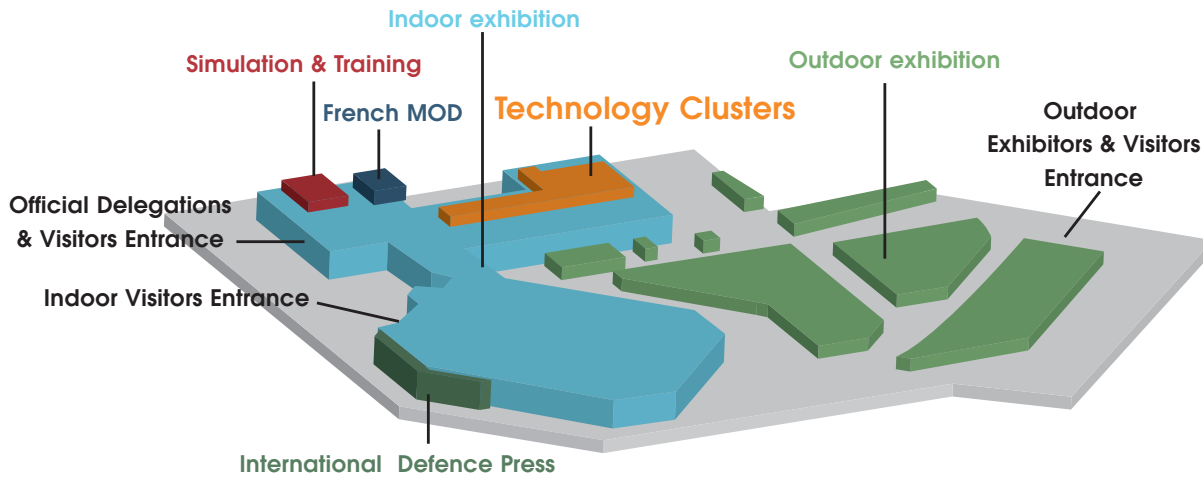 Indoor exhibition
Simulation & Training
Outdoor exhibition
French MOD
Technology Clusters
Outdoor
Exhibitors & Visitors
Entrance
Official Delegations
& Visitors Entrance
Indoor Visitors Entrance
International Defence Press